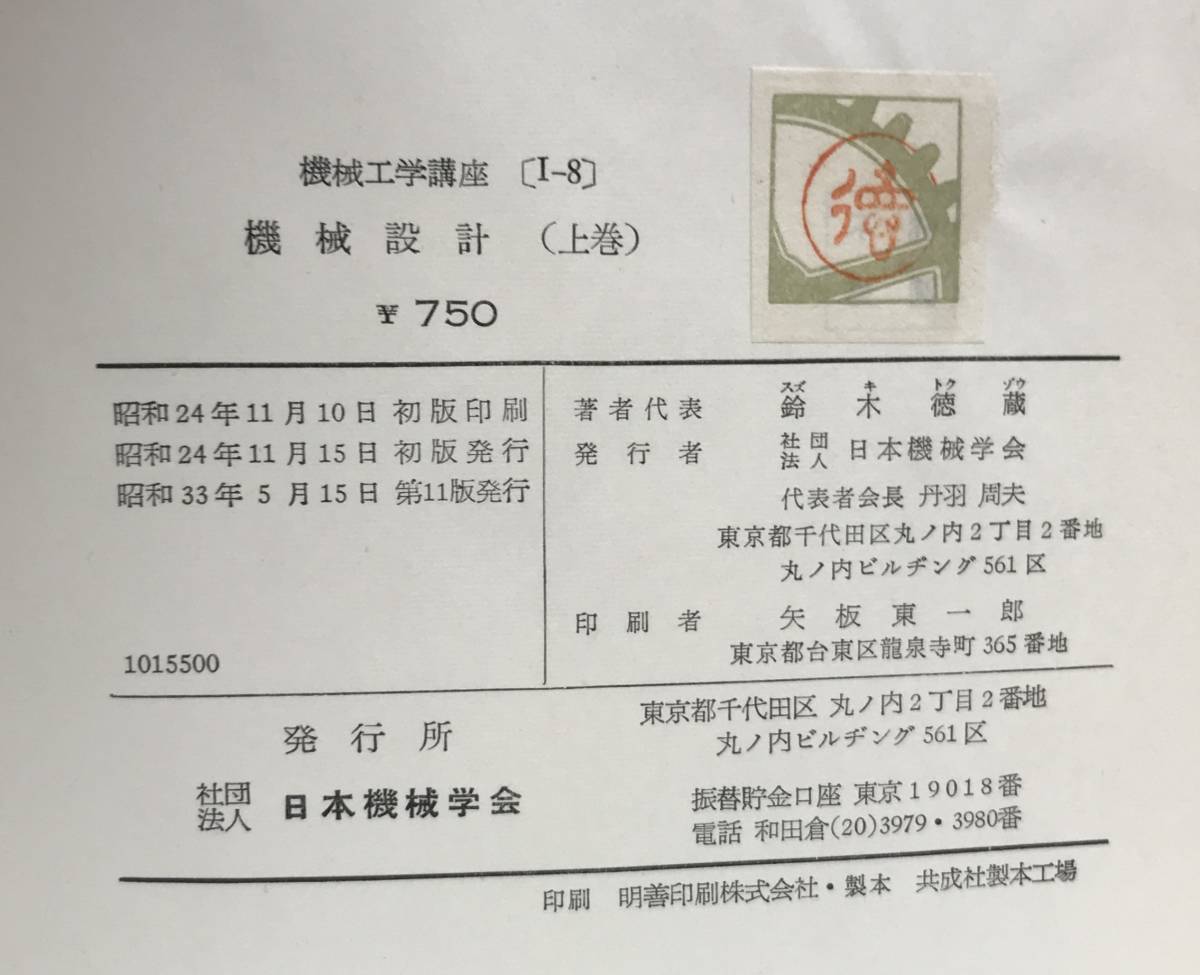 機械工学講座 〔I-8〕
機械設計 (上巻)
¥ 750
徳
昭和24年11月10日 初版印刷
昭和24年11月15日 初版発行
昭和33年 5月15日 第11版発行
1015500
スズ キ トク ゾウ
著者代表 鈴木徳蔵
発行者 社団法人 日本機械学会
代表者会長 丹羽 周夫
東京都千代田区丸ノ内2丁目2番地
丸ノ内ビルヂング561区
印刷者 矢板東一郎
東京都台東区龍泉寺町365番地
発行所
社団法人 日本機械学会
東京都千代田区 丸ノ内2丁目2番地
丸ノ内ビルヂング561区
振替貯金口座 東京19018番
電話 和田倉(20)3979・3980番
印刷 明善印刷株式会社・製本 共成社製本工場